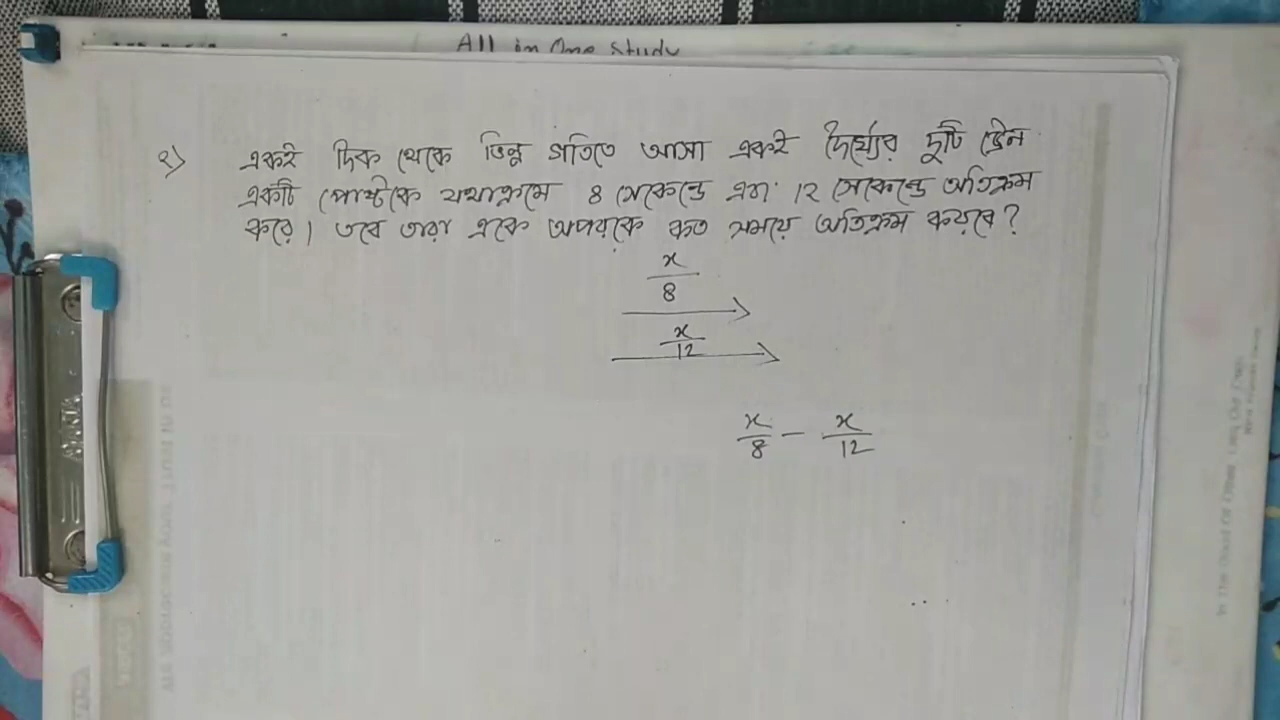 All in One Study
২) একই দিক থেকে ভিন্ন গতিতে আসা একই দৈর্ঘ্যের দুটি ট্রেন
একটি পোষ্টকে যথাক্রমে 8 সেকেন্ডে এবং 12 সেকেন্ডে অতিক্রম
করে। তবে তারা একে অপরকে কত সময়ে অতিক্রম করবে?
x/8
x/12
x/8 - x/12